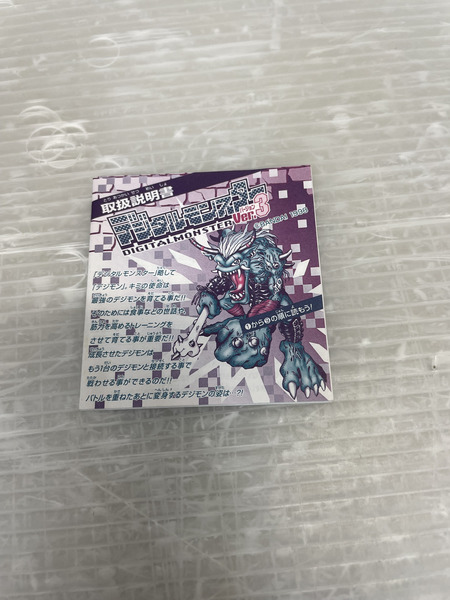 取扱説明書
デジタルモンスター
Ver.3
DIGITALMONSTER
©BANDAI 1998
「デジタルモンスター」略して
「デジモン」。キミの使命は
最強のデジモンを育てる事だ!!
そのためには食事などの世話や
筋力を高めるトレーニングを
させて育てる事が重要だ!!
成長させたデジモンは
もう1台のデジモンと接続する事で
戦わせる事ができるのだ!!
バトルを重ねたあとに変身するデジモンの姿は…?!
の順に読もう!